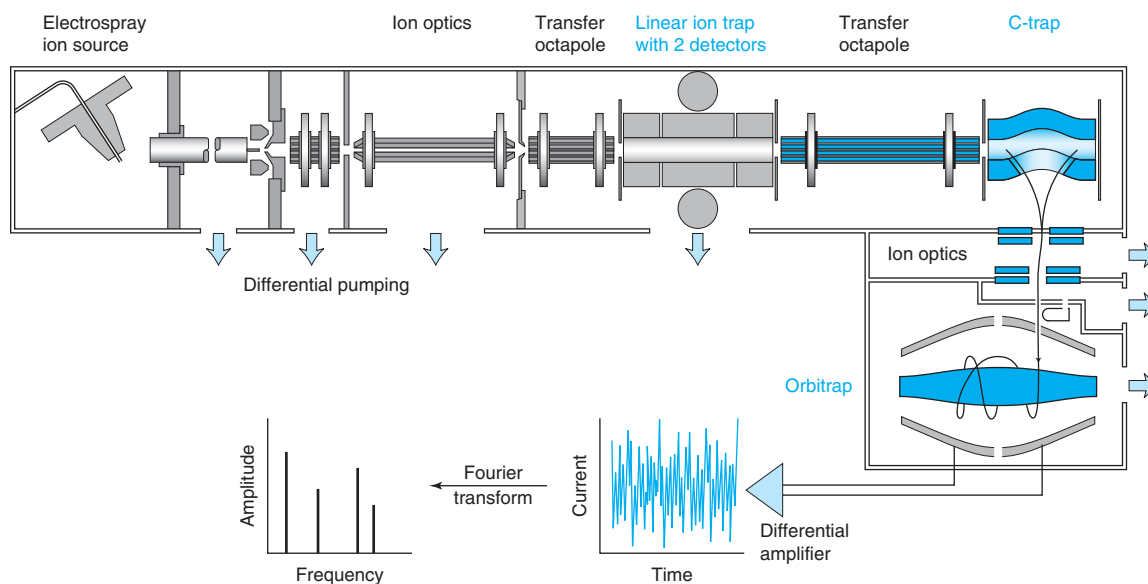 Electrospray
ion source
Ion optics
Transfer
octapole
Linear ion trap
with 2 detectors
Transfer
octapole
C-trap
Differential pumping
Ion optics
Orbitrap
Amplitude
Frequency
Fourier
transform
Current
Time
Differential
amplifier